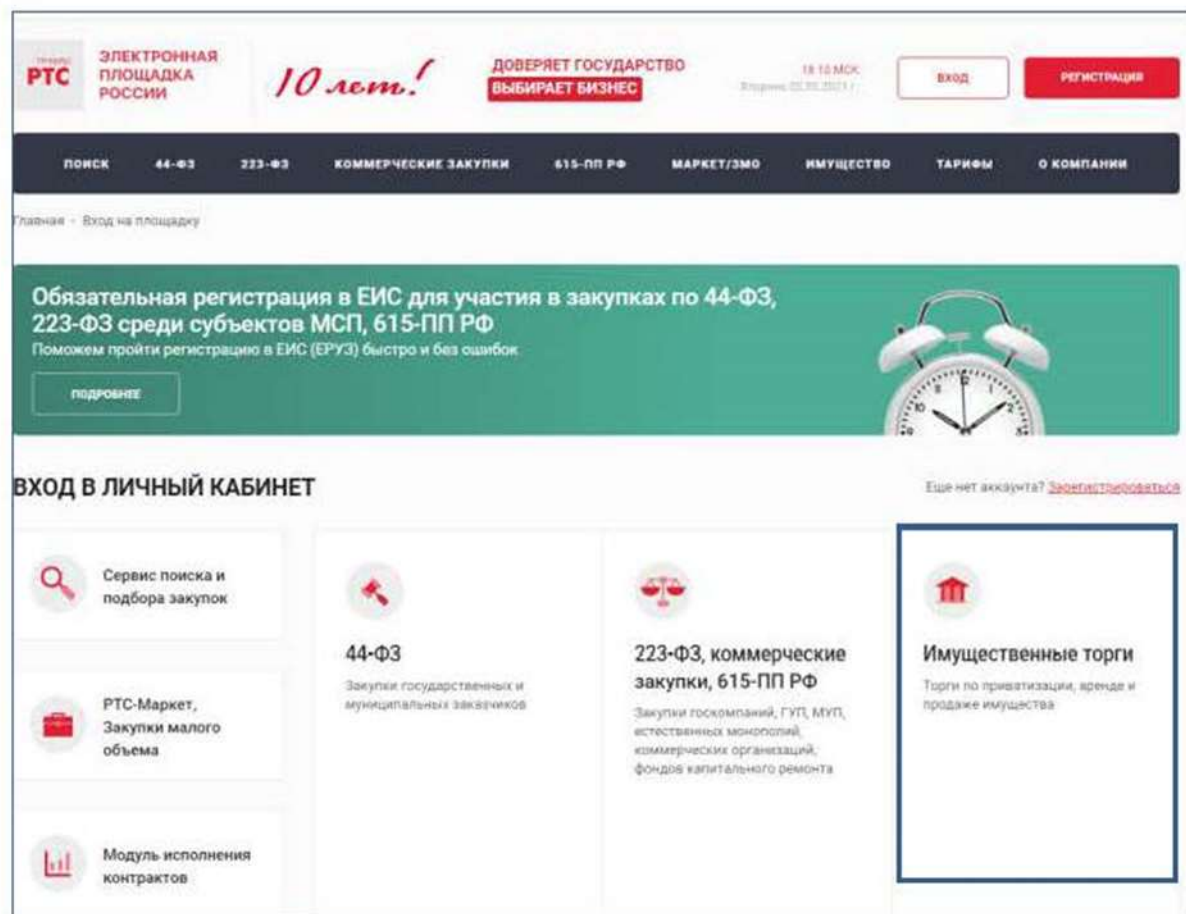 РТС
ЭЛЕКТРОННАЯ
ПЛОЩАДКА
РОССИИ
10 лет!
ДОВЕРЯЕТ ГОСУДАРСТВО
ВЫБИРАЕТ БИЗНЕС
18:10 МСК
ВХОД
РЕГИСТРАЦИЯ
ПОИСК 44-ФЗ 223-ФЗ КОММЕРЧЕСКИЕ ЗАКУПКИ 615-ПП РФ МАРКЕТ/ЗМО ИМУЩЕСТВО ТАРИФЫ О КОМПАНИИ
Главная - Вход на площадку
Обязательная регистрация в ЕИС для участия в закупках по 44-ФЗ,
223-ФЗ среди субъектов МСП, 615-ПП РФ
Поможем пройти регистрацию в ЕИС (ЕРУЗ) быстро и без ошибок
ПОДРОБНЕЕ
ВХОД В ЛИЧНЫЙ КАБИНЕТ
Еще нет аккаунта? Зарегистрироваться
Сервис поиска и
подбора закупок
РТС-Маркет,
Закупки малого
объема
Модуль исполнения
контрактов
44-ФЗ
Закупки государственных и
муниципальных заказчиков
223-ФЗ, коммерческие
закупки, 615-ПП РФ
Закупки госкомпаний, ГУП, МУП,
естественных монополий,
коммерческих организаций,
фондов капитального ремонта
Имущественные торги
Торги по приватизации, аренде и
продаже имущества